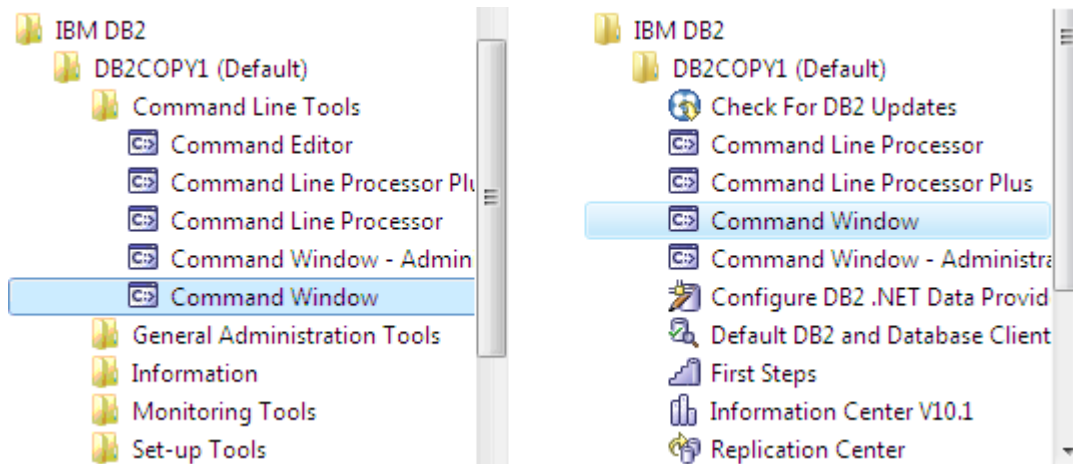 IBM DB2
DB2COPY1 (Default)
Command Line Tools
Command Editor
Command Line Processor Plu
Command Line Processor
Command Window - Admin
Command Window
General Administration Tools
Information
Monitoring Tools
Set-up Tools
IBM DB2
DB2COPY1 (Default)
Check For DB2 Updates
Command Line Processor
Command Line Processor Plus
Command Window
Command Window - Administra
Configure DB2 .NET Data Provid
Default DB2 and Database Client
First Steps
Information Center V10.1
Replication Center